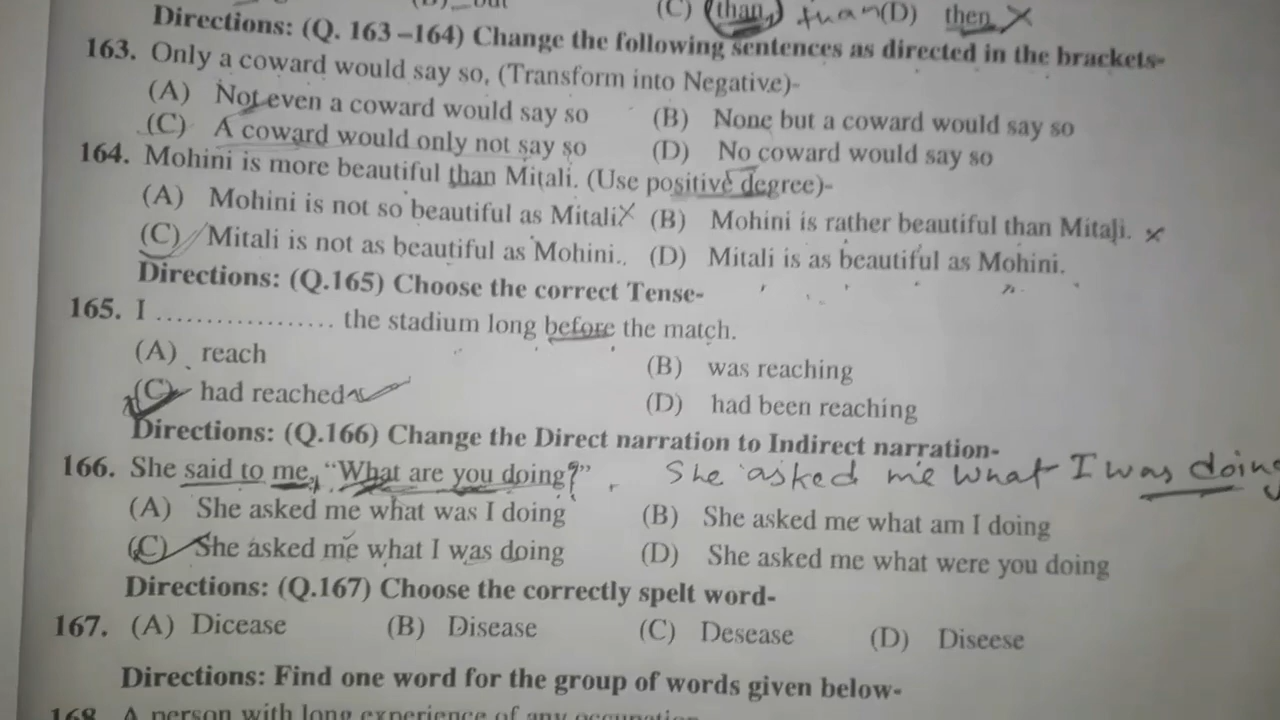 (C) than, than (D) then
Directions: (Q. 163–164) Change the following sentences as directed in the brackets-
163. Only a coward would say so, (Transform into Negative)-
(A) Not even a coward would say so (B) None but a coward would say so
(C) A coward would only not say so (D) No coward would say so
164. Mohini is more beautiful than Mitali. (Use positive degree)-
(A) Mohini is not so beautiful as Mitali (B) Mohini is rather beautiful than Mitali.
(C) Mitali is not as beautiful as Mohini. (D) Mitali is as beautiful as Mohini.
Directions: (Q.165) Choose the correct Tense-
165. I .................. the stadium long before the match.
(A) reach (B) was reaching
(C) had reached (D) had been reaching
Directions: (Q.166) Change the Direct narration to Indirect narration-
166. She said to me, “What are you doing?” She asked me what I was doing
(A) She asked me what was I doing (B) She asked me what am I doing
(C) She asked me what I was doing (D) She asked me what were you doing
Directions: (Q.167) Choose the correctly spelt word-
167. (A) Dicease (B) Disease (C) Desease (D) Diseese
Directions: Find one word for the group of words given below-
168. A person with long experience of any occupation